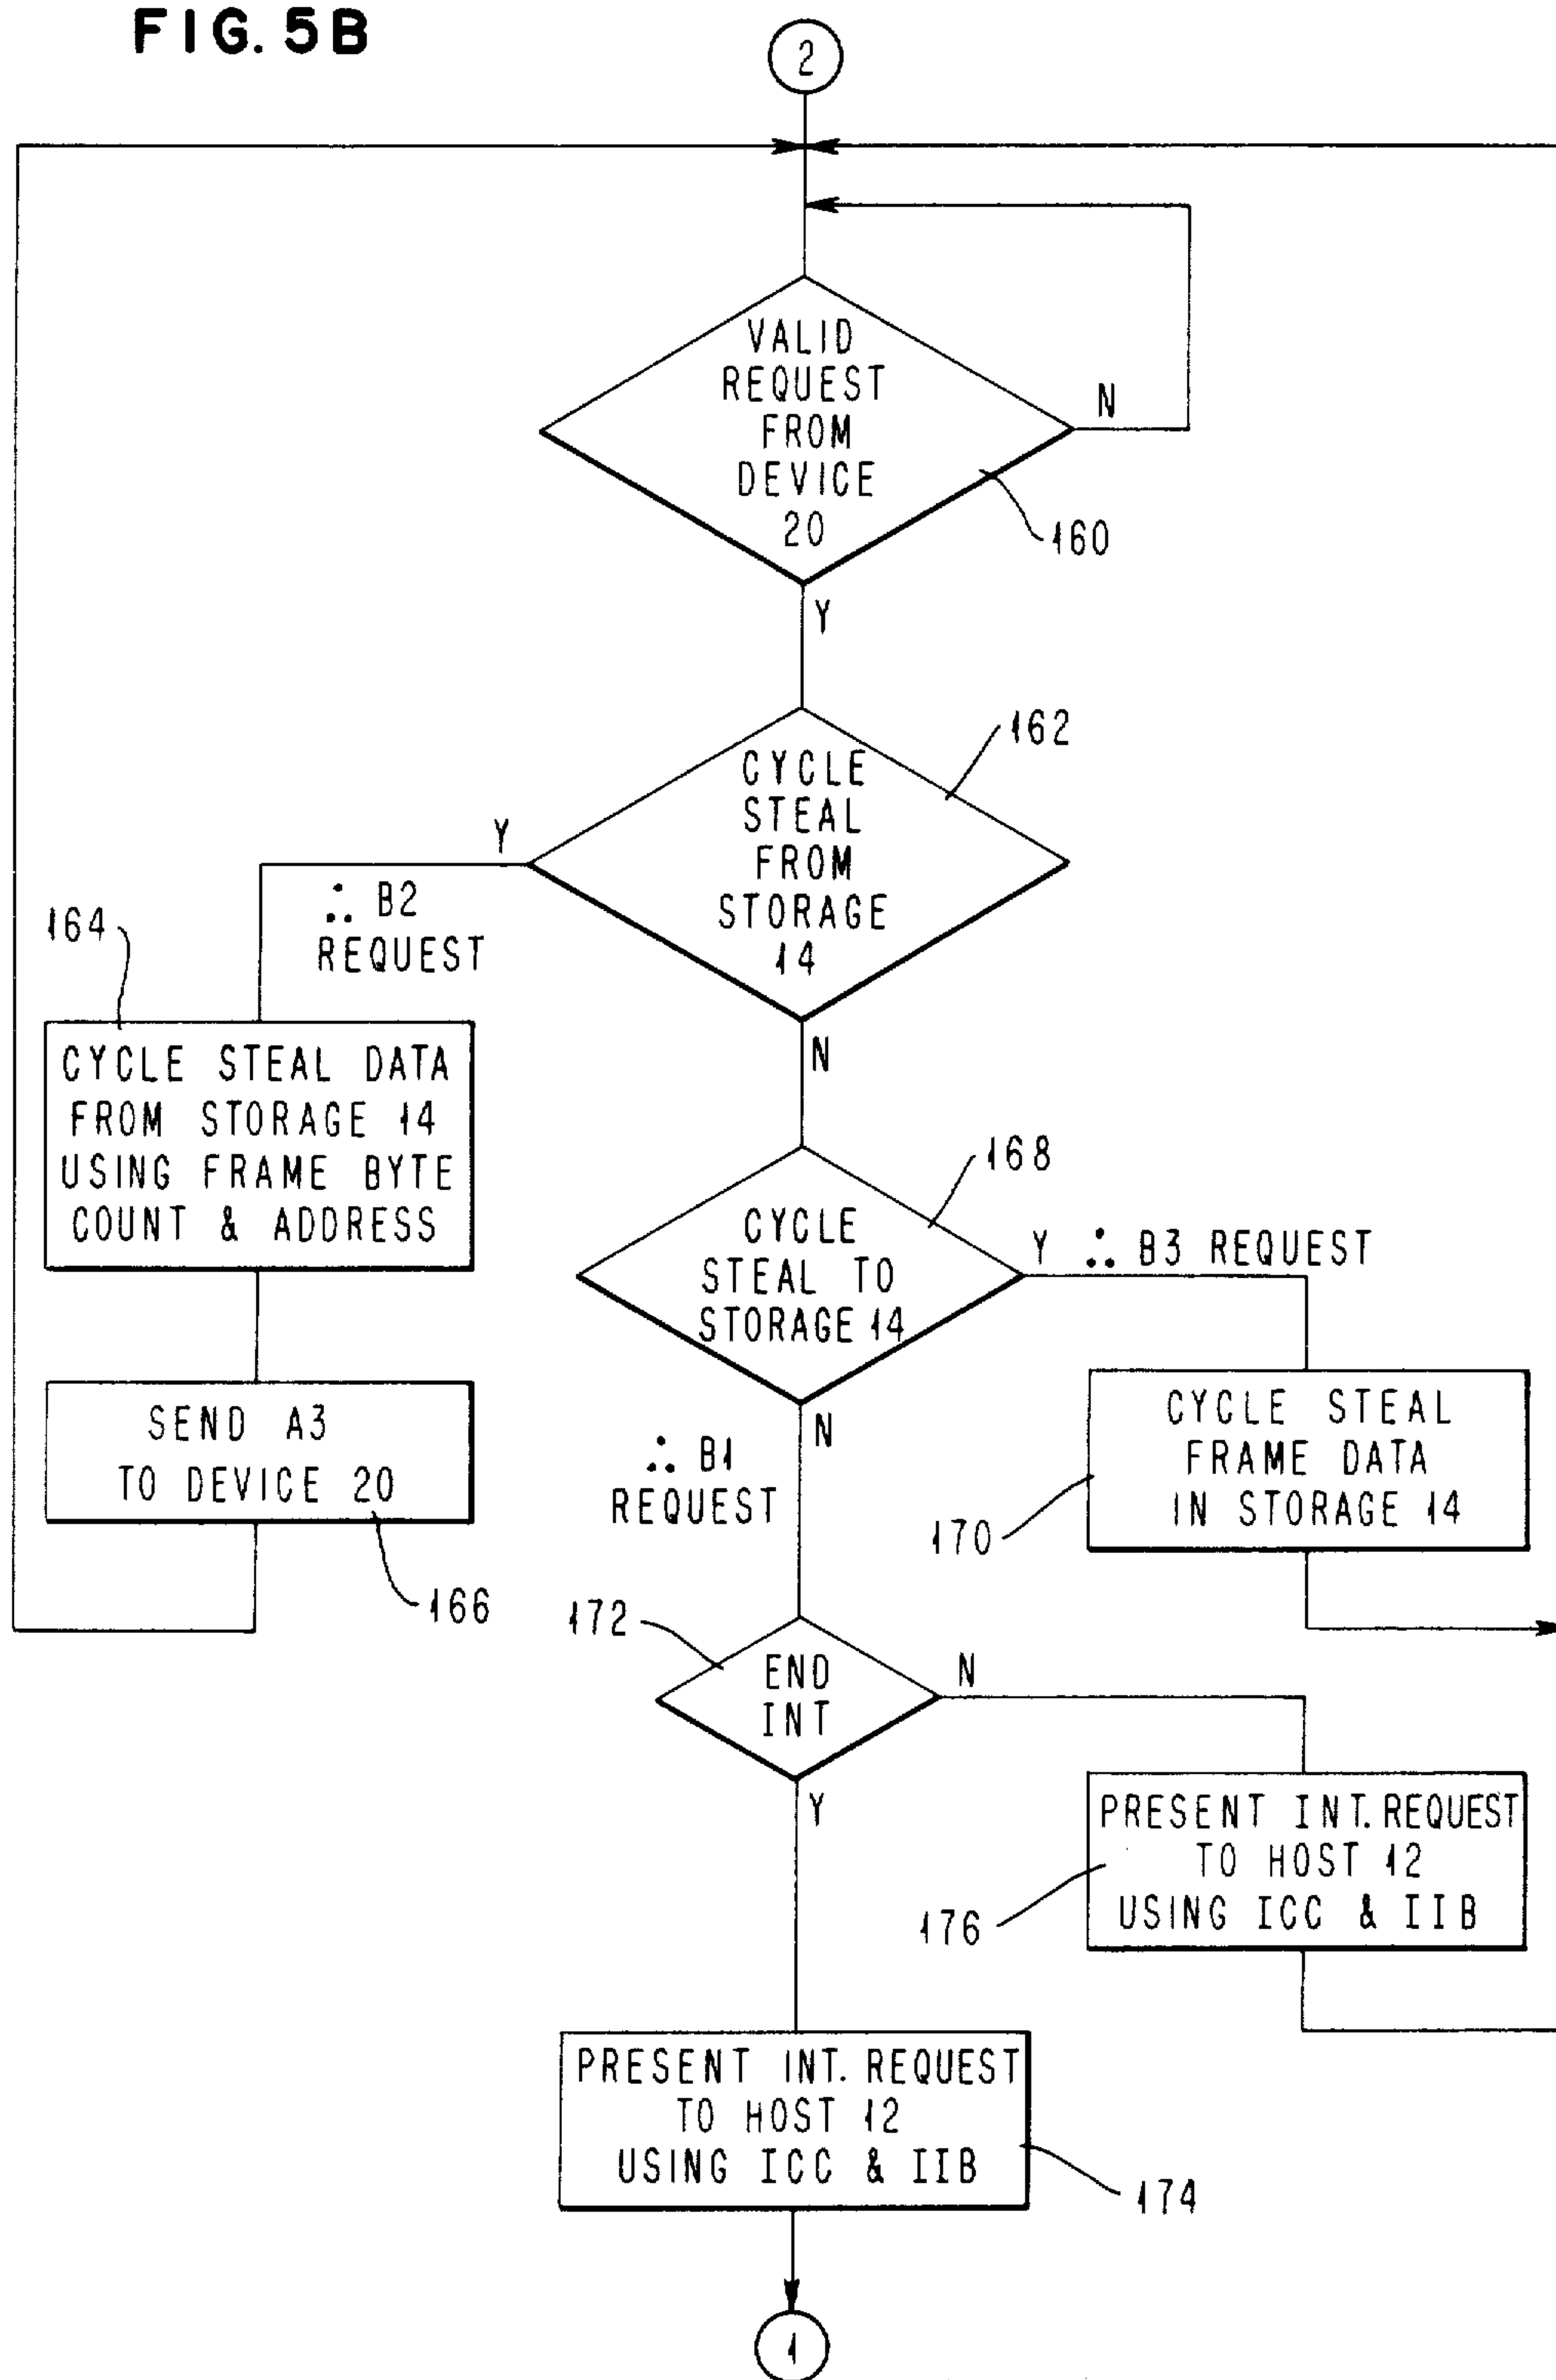 FIG. 5B
2
VALID
REQUEST
FROM
DEVICE
20
N
160
Y
162
CYCLE
STEAL
FROM
STORAGE
14
Y
∴ B2
REQUEST
164
CYCLE STEAL DATA
FROM STORAGE 14
USING FRAME BYTE
COUNT & ADDRESS
N
168
CYCLE
STEAL TO
STORAGE 14
Y ∴ B3 REQUEST
SEND A3
TO DEVICE 20
166
N
∴ B1
REQUEST
CYCLE STEAL
FRAME DATA
IN STORAGE 14
170
172
END
INT
N
Y
PRESENT INT. REQUEST
TO HOST 12
USING ICC & IIB
176
PRESENT INT. REQUEST
TO HOST 12
USING ICC & IIB
174
1